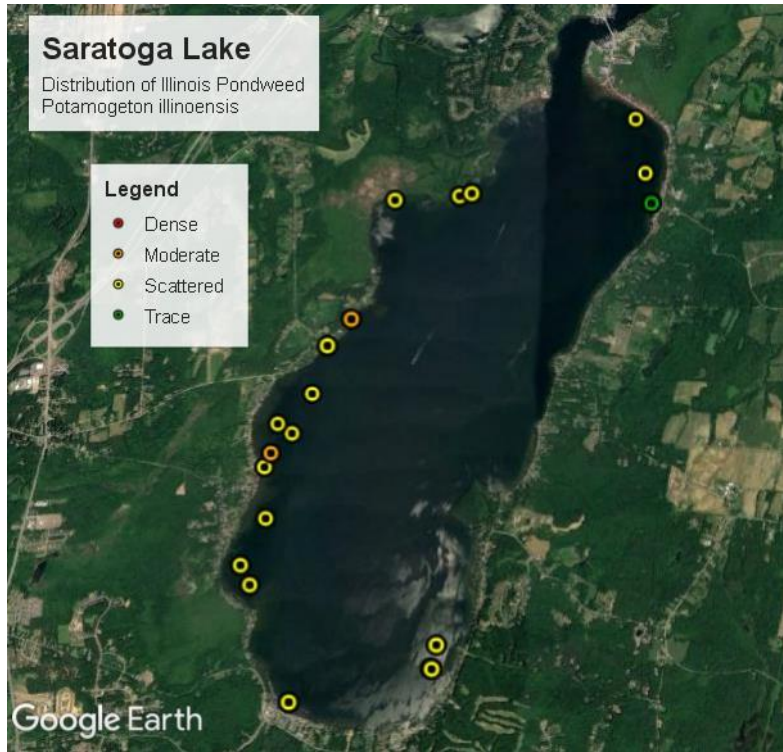 Saratoga Lake
Distribution of Illinois Pondweed
Potamogeton illinoensis
Legend
Dense
Moderate
Scattered
Trace
Google Earth